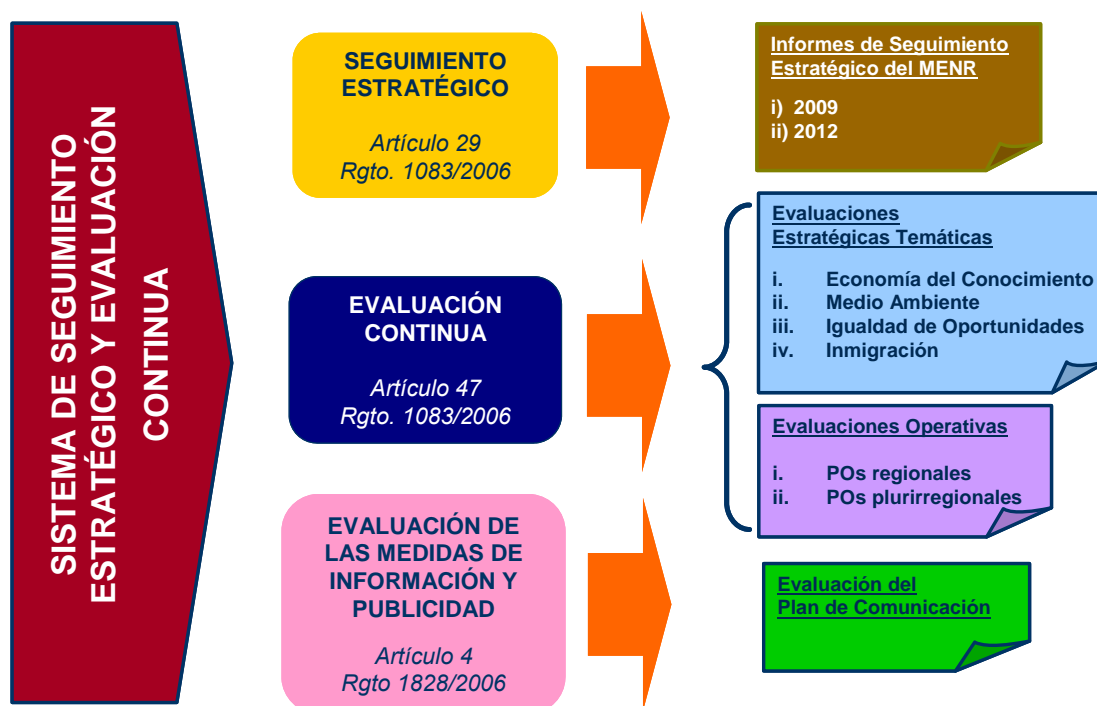 SISTEMA DE SEGUIMIENTO
ESTRATÉGICO Y EVALUACIÓN
CONTINUA
SEGUIMIENTO
ESTRATÉGICO
Artículo 29
Rgto. 1083/2006
Informes de Seguimiento
Estratégico del MENR
i) 2009
ii) 2012
EVALUACIÓN
CONTINUA
Artículo 47
Rgto. 1083/2006
Evaluaciones
Estratégicas Temáticas
i. Economía del Conocimiento
ii. Medio Ambiente
iii. Igualdad de Oportunidades
iv. Inmigración
Evaluaciones Operativas
i. POs regionales
ii. POs plurirregionales
EVALUACIÓN DE
LAS MEDIDAS DE
INFORMACIÓN Y
PUBLICIDAD
Artículo 4
Rgto 1828/2006
Evaluación del
Plan de Comunicación